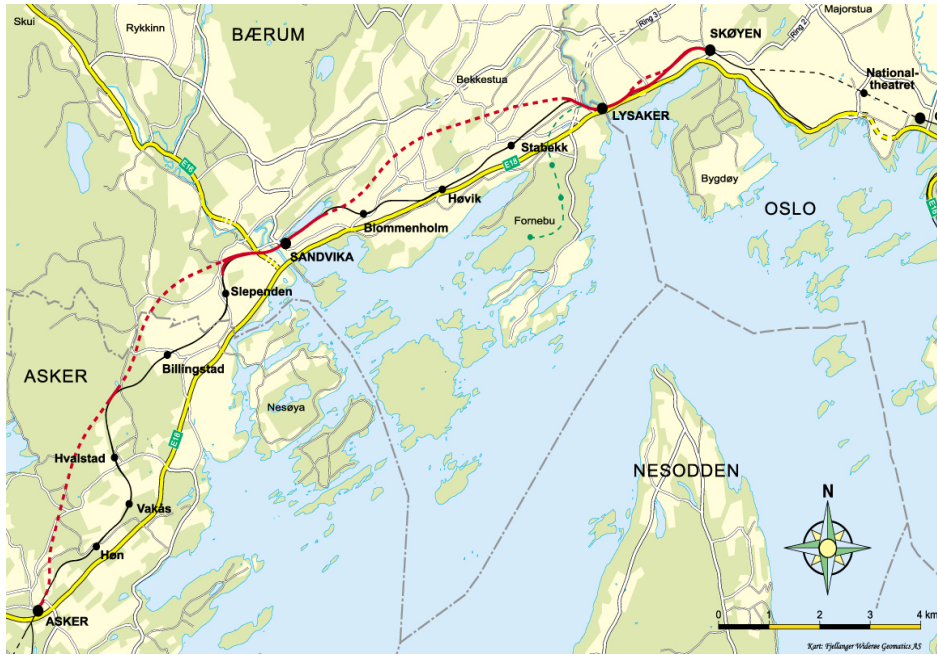 Skui
Rykkinn
BÆRUM
Ring 3
Majorstua
SKØYEN
Ring 2
National-
theatret
Bekkestua
LYSAKER
Stabekk
E18
E16
Høvik
Bygdøy
Blommenholm
Fornebu
OSLO
E18
SANDVIKA
Slependen
Billingstad
ASKER
Nesøya
E18
Hvalstad
NESODDEN
Vakås
N
Høn
ASKER
0 1 2 3 4 km
Kart: Fjellanger Widerøe Geomatics AS